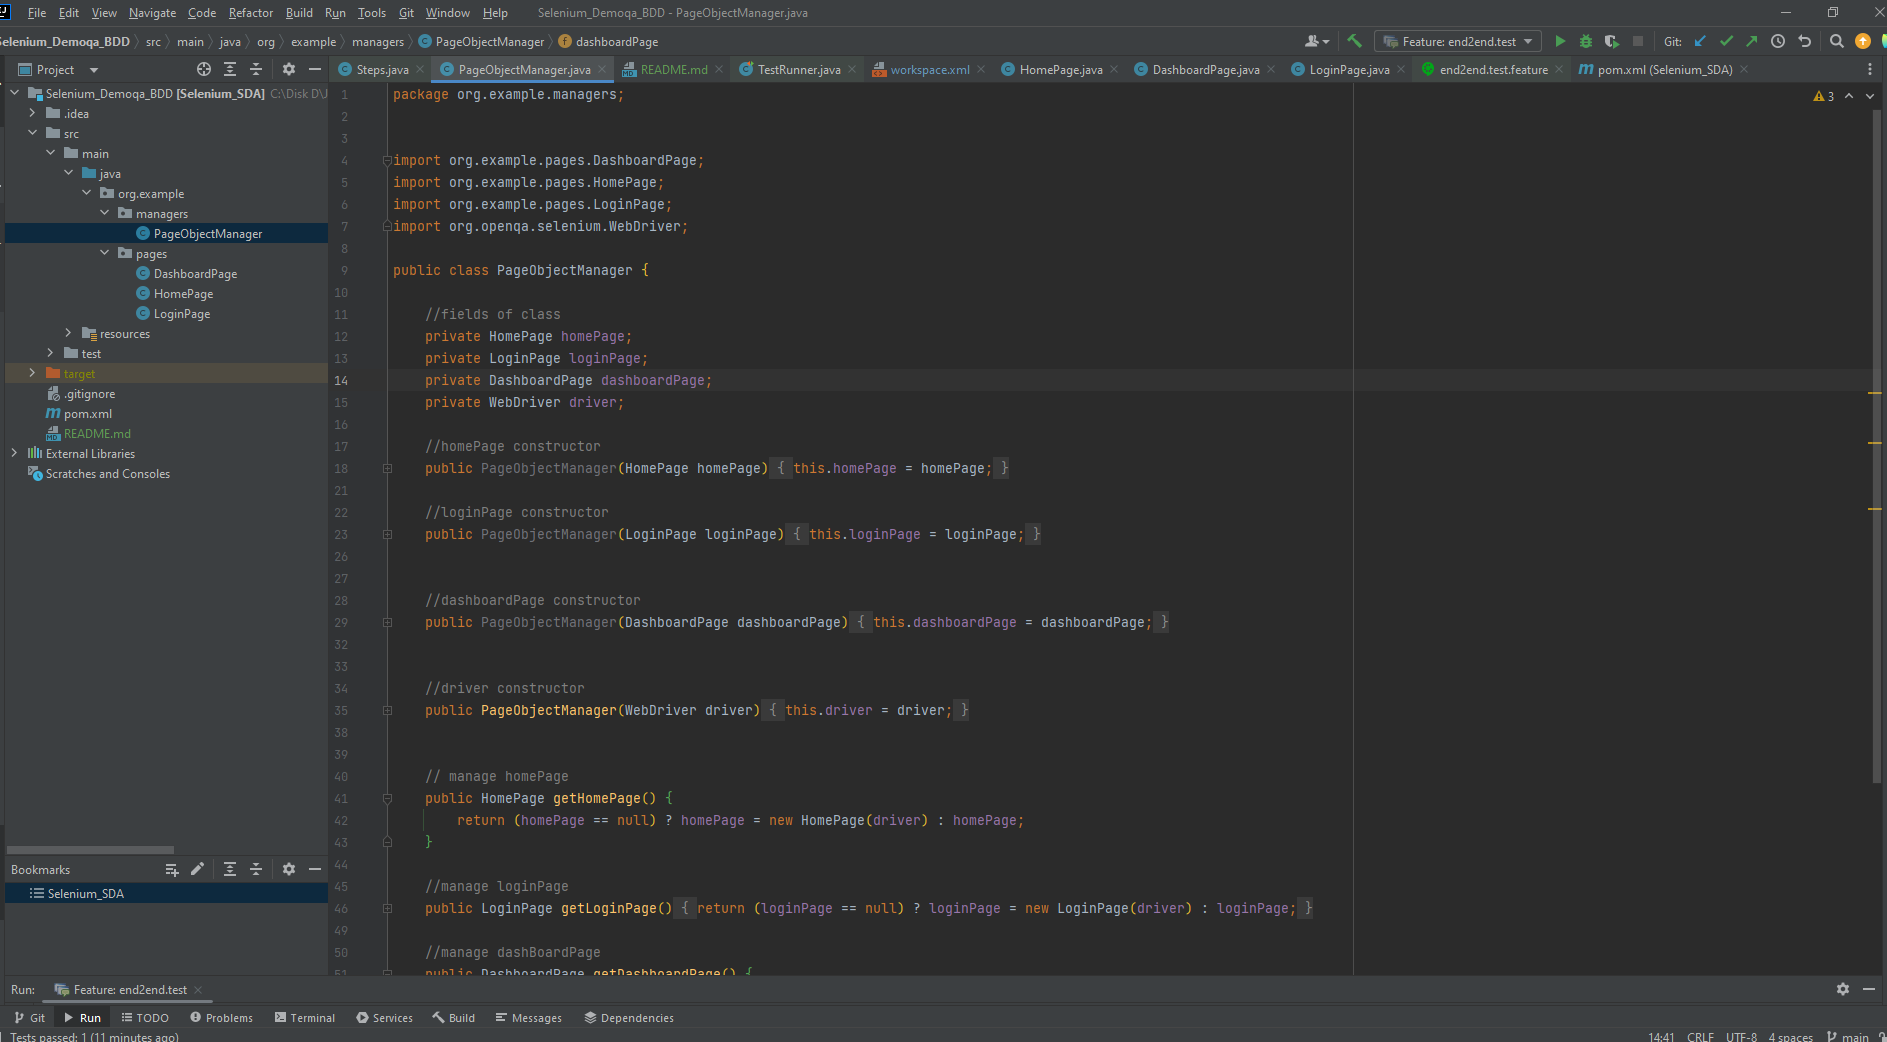 File Edit View Navigate Code Refactor Build Run Tools Git Window Help Selenium_Demoqa_BDD - PageObjectManager.java
Selenium_Demoqa_BDD src main java org example managers PageObjectManager dashboardPage Feature: end2end.test Git:
Project
Steps.java PageObjectManager.java README.md TestRunner.java workspace.xml HomePage.java DashboardPage.java LoginPage.java end2end.test.feature pom.xml (Selenium_SDA)
Selenium_Demoqa_BDD [Selenium_SDA] C:\Disk D\J
.idea
src
main
java
org.example
managers
PageObjectManager
pages
DashboardPage
HomePage
LoginPage
resources
test
target
.gitignore
pom.xml
README.md
External Libraries
Scratches and Consoles
Bookmarks
Selenium_SDA
3
1 package org.example.managers;
2
3
4 import org.example.pages.DashboardPage;
5 import org.example.pages.HomePage;
6 import org.example.pages.LoginPage;
7 import org.openqa.selenium.WebDriver;
8
9 public class PageObjectManager {
10
11 //fields of class
12 private HomePage homePage;
13 private LoginPage loginPage;
14 private DashboardPage dashboardPage;
15 private WebDriver driver;
16
17 //homePage constructor
18 public PageObjectManager(HomePage homePage) { this.homePage = homePage; }
21
22 //loginPage constructor
23 public PageObjectManager(LoginPage loginPage) { this.loginPage = loginPage; }
26
27
28 //dashboardPage constructor
29 public PageObjectManager(DashboardPage dashboardPage) { this.dashboardPage = dashboardPage; }
32
33
34 //driver constructor
35 public PageObjectManager(WebDriver driver) { this.driver = driver; }
38
39
40 // manage homePage
41 public HomePage getHomePage() {
42 return (homePage == null) ? homePage = new HomePage(driver) : homePage;
43 }
44
45 //manage loginPage
46 public LoginPage getLoginPage() { return (loginPage == null) ? loginPage = new LoginPage(driver) : loginPage; }
49
50 //manage dashBoardPage
51 public DashboardPage getDashboardPage() {
Run: Feature: end2end.test
Git Run TODO Problems Terminal Services Build Messages Dependencies
Tests passed: 1 (11 minutes ago) 14:41 CRLF UTF-8 4 spaces main